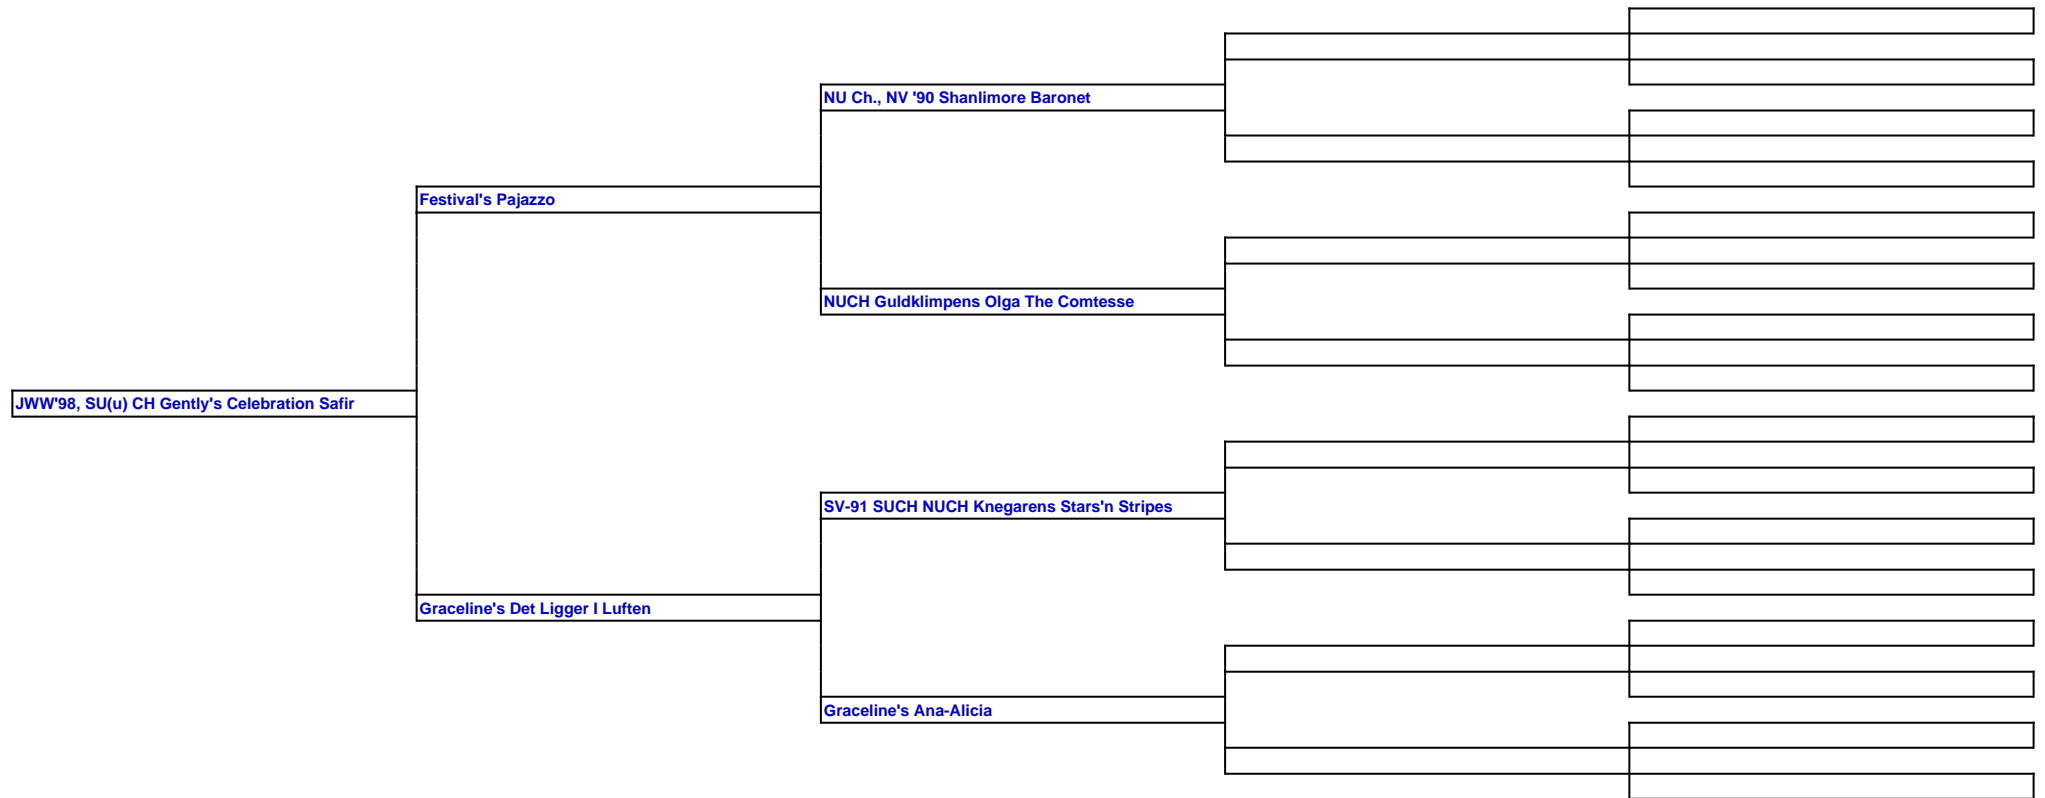 NU Ch., NV '90 Shanlimore Baronet
Festival's Pajazzo
NUCH Guldklimpens Olga The Comtesse
JWW'98, SU(u) CH Gently's Celebration Safir
SV-91 SUCH NUCH Knegarens Stars'n Stripes
Graceline's Det Ligger I Luften
Graceline's Ana-Alicia